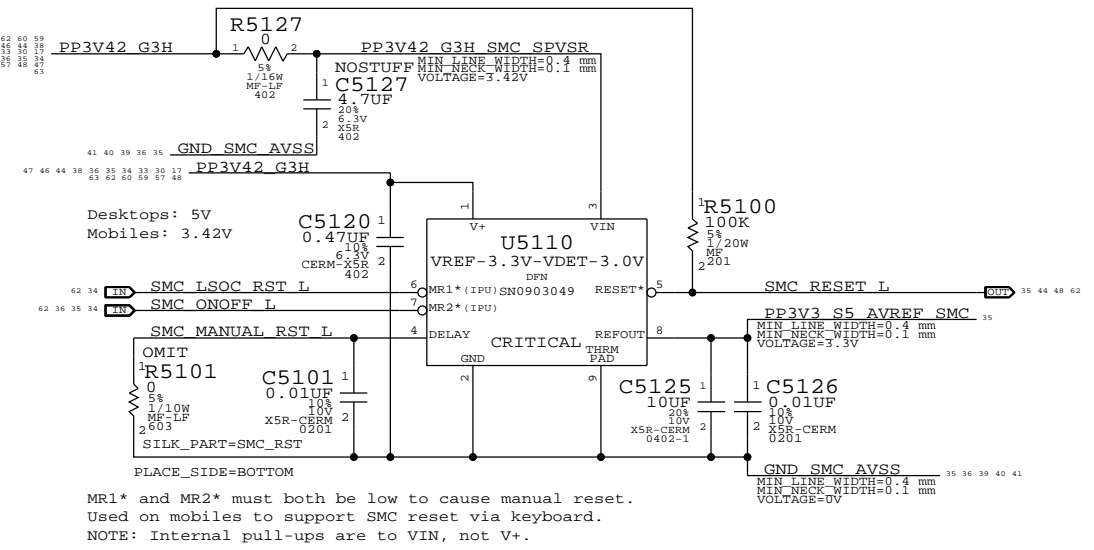 62 60 59
46 44 38
33 30 17
36 35 34
57 48 47
63
PP3V42_G3H
R5127
0
1
2
5%
1/16W
MF-LF
402
PP3V42_G3H_SMC_SPVSR
MIN_LINE_WIDTH=0.4 mm
MIN_NECK_WIDTH=0.1 mm
VOLTAGE=3.42V
NOSTUFF
1
C5127
4.7UF
20%
6.3V
2
X5R
402
41 40 39 36 35
GND_SMC_AVSS
47 46 44 38 36 35 34 33 30 17
63 62 60 59 57 48
PP3V42_G3H
Desktops: 5V
Mobiles: 3.42V
C5120
1
0.47UF
10%
6.3V
CERM-X5R
2
402
1
V+
3
VIN
U5110
VREF-3.3V-VDET-3.0V
DFN
SN0903049
CRITICAL
1
R5100
100K
5%
1/20W
MF
2
201
62 34
IN
SMC_LSOC_RST_L
6
MR1*(IPU)
62 36 35 34
IN
SMC_ONOFF_L
7
MR2*(IPU)
RESET*
5
SMC_RESET_L
OUT
35 44 48 62
SMC_MANUAL_RST_L
4
DELAY
REFOUT
8
GND
2
THRM
PAD
9
PP3V3_S5_AVREF_SMC
35
MIN_LINE_WIDTH=0.4 mm
MIN_NECK_WIDTH=0.1 mm
VOLTAGE=3.3V
OMIT
1
R5101
0
5%
1/10W
MF-LF
2
603
SILK_PART=SMC_RST
PLACE_SIDE=BOTTOM
C5101
1
0.01UF
10%
10V
X5R-CERM
2
0201
C5125
1
10UF
20%
10V
X5R-CERM
2
0402-1
1
C5126
0.01UF
10%
10V
2
X5R-CERM
0201
GND_SMC_AVSS
35 36 39 40 41
MIN_LINE_WIDTH=0.4 mm
MIN_NECK_WIDTH=0.1 mm
VOLTAGE=0V
MR1* and MR2* must both be low to cause manual reset.
Used on mobiles to support SMC reset via keyboard.
NOTE: Internal pull-ups are to VIN, not V+.